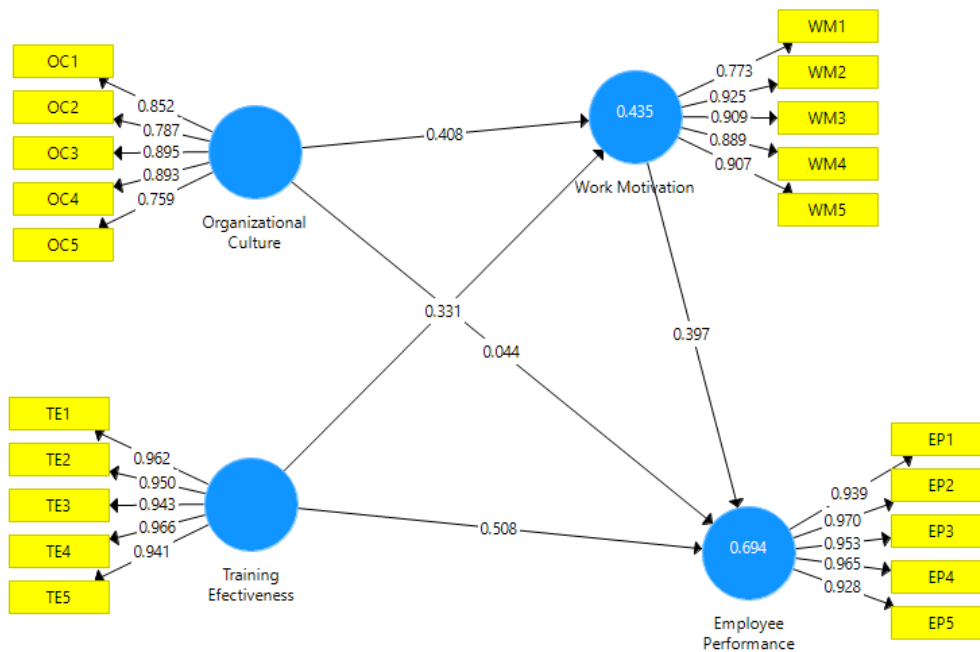 OC1
OC2
OC3
OC4
OC5
0.852
0.787
0.895
0.893
0.759
Organizational
Culture
0.408
0.435
Work Motivation
WM1
WM2
WM3
WM4
WM5
0.773
0.925
0.909
0.889
0.907
0.331
0.044
0.397
TE1
TE2
TE3
TE4
TE5
0.962
0.950
0.943
0.966
0.941
Training
Efectiveness
0.508
0.694
Employee
Performance
0.939
0.970
0.953
0.965
0.928
EP1
EP2
EP3
EP4
EP5